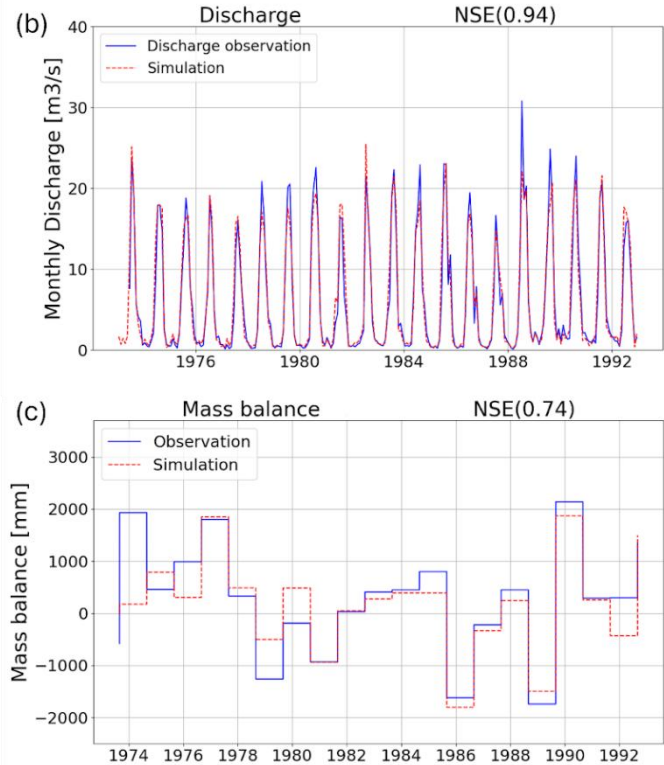 (b) Discharge NSE(0.94)
40
Discharge observation
Simulation
30
20
10
0
Monthly Discharge [m3/s]
1976 1980 1984 1988 1992
(c) Mass balance NSE(0.74)
Observation
Simulation
3000
2000
1000
0
−1000
−2000
Mass balance [mm]
1974 1976 1978 1980 1982 1984 1986 1988 1990 1992